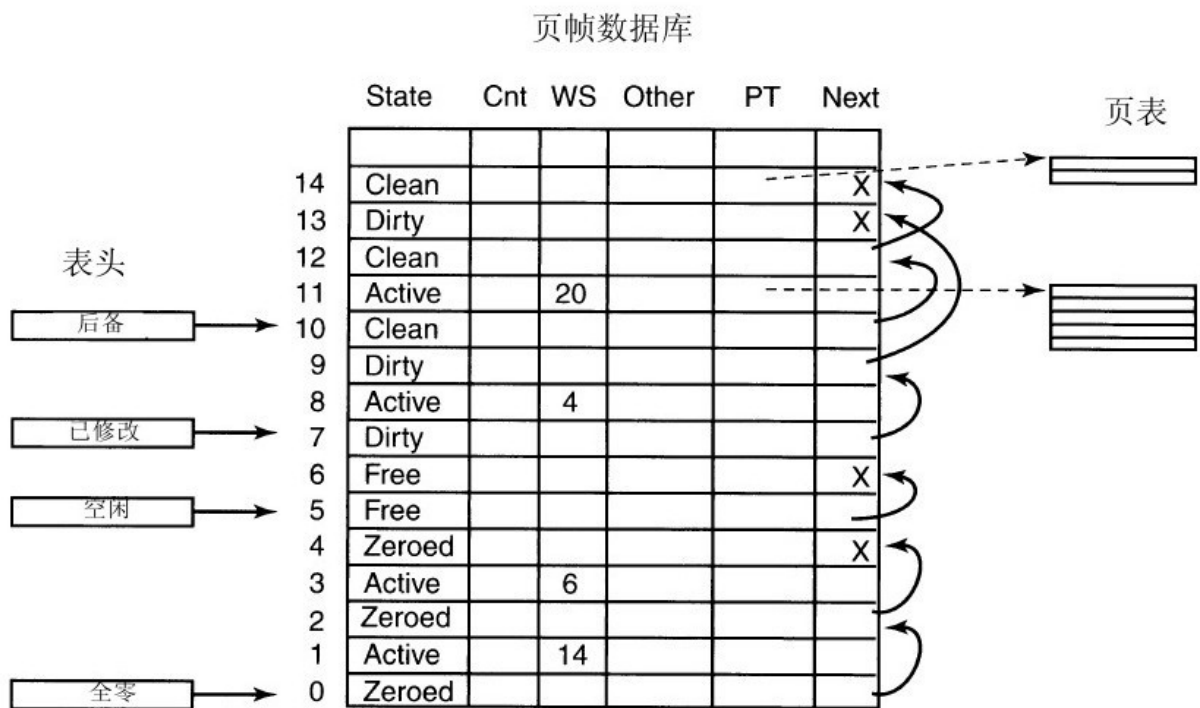 页帧数据库
State Cnt WS Other PT Next
页表
14 Clean X
13 Dirty X
12 Clean
表头
11 Active 20
后备
10 Clean
9 Dirty
8 Active 4
已修改
7 Dirty
6 Free X
空闲
5 Free
4 Zeroed X
3 Active 6
2 Zeroed
1 Active 14
全零
0 Zeroed